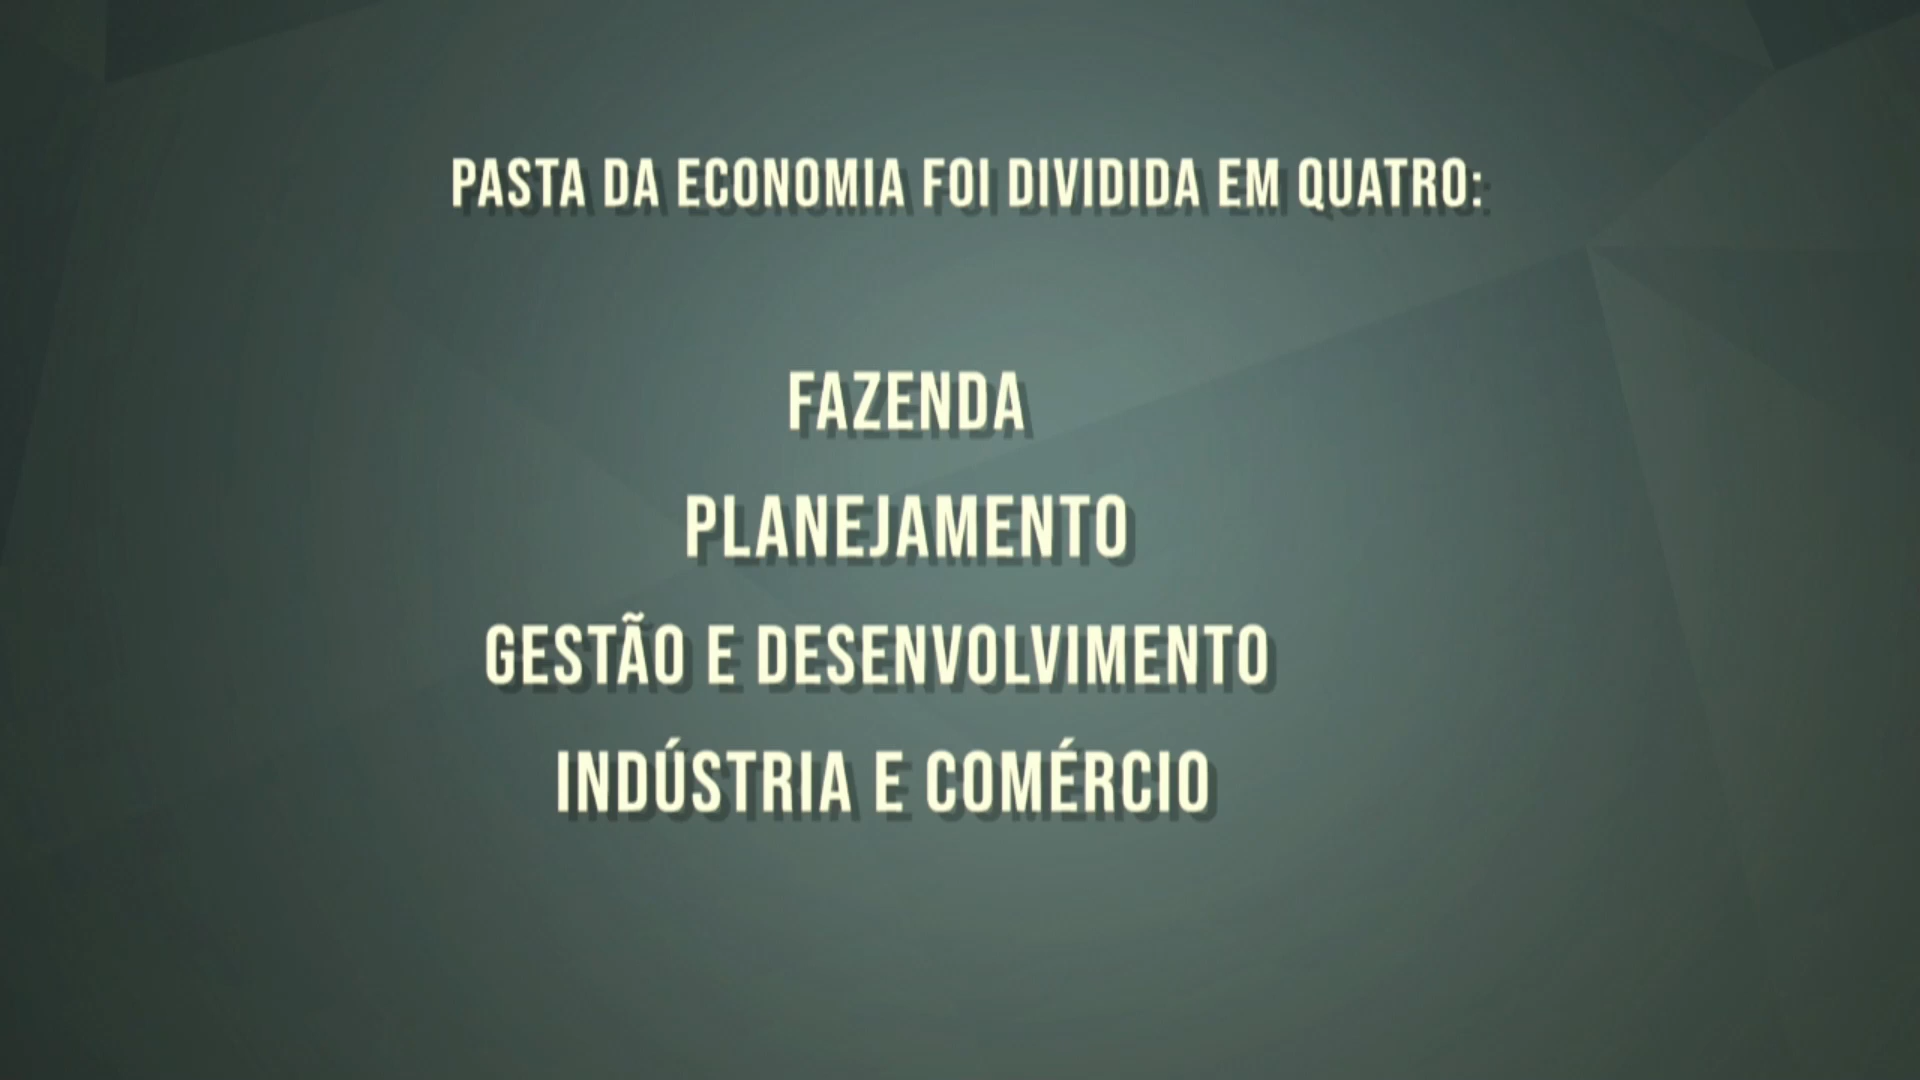 PASTA DA ECONOMIA FOI DIVIDIDA EM QUATRO:
FAZENDA
PLANEJAMENTO
GESTÃO E DESENVOLVIMENTO
INDÚSTRIA E COMÉRCIO